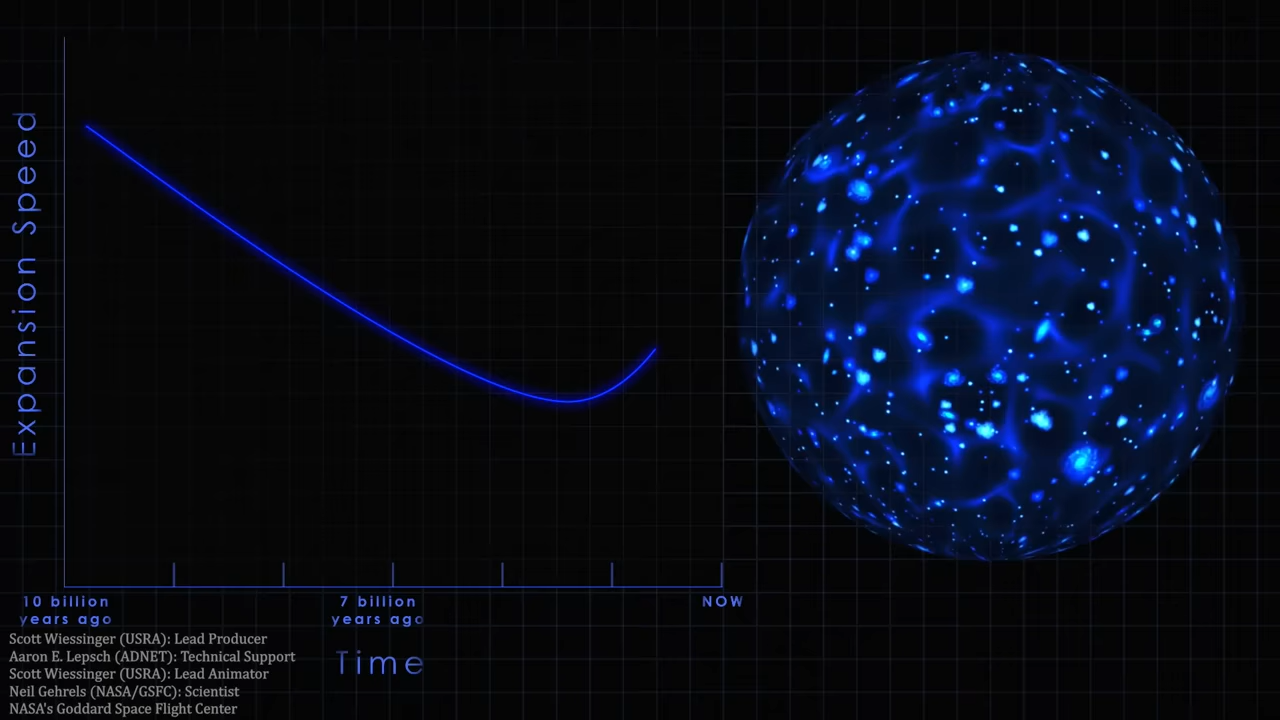 Expansion Speed
10 billion
years ago
7 billion
years ago
NOW
Time
Scott Wiessinger (USRA): Lead Producer
Aaron E. Lepsch (ADNET): Technical Support
Scott Wiessinger (USRA): Lead Animator
Neil Gehrels (NASA/GSFC): Scientist
NASA's Goddard Space Flight Center